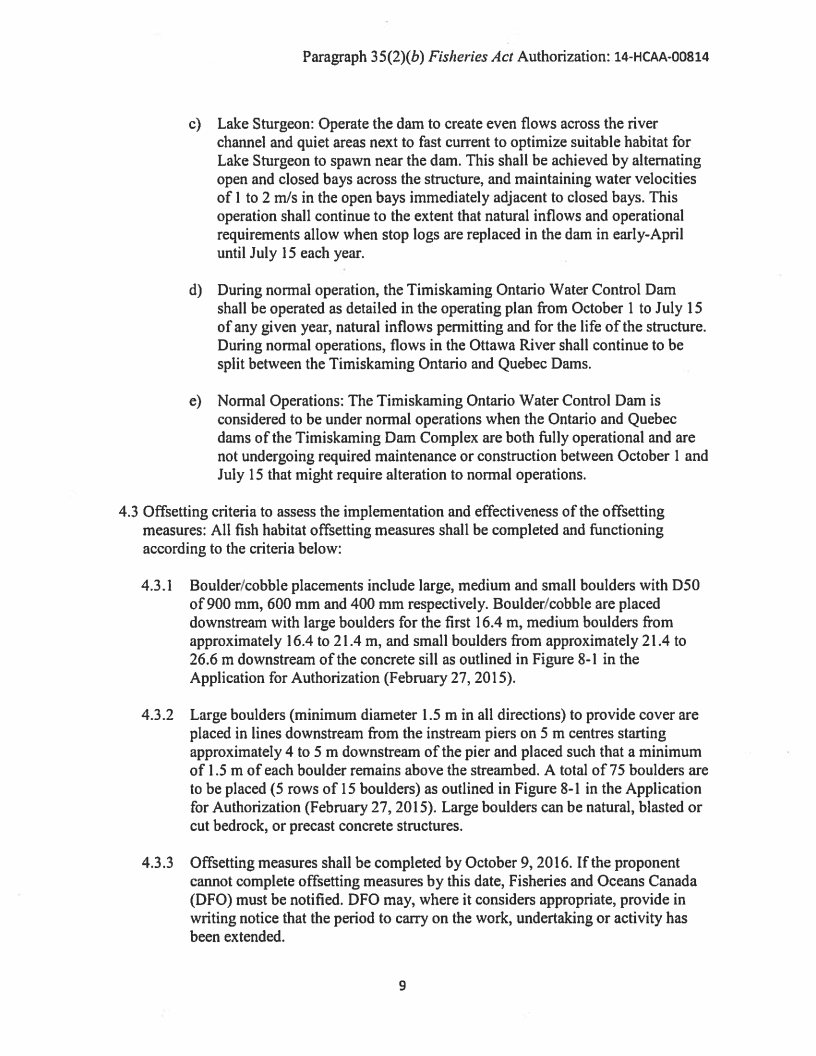 Paragraph 35(2)(b) Fisheries Act Authorization: 14-HCAA-00814
c) Lake Sturgeon: Operate the dam to create even flows across the river
channel and quiet areas next to fast current to optimize suitable habitat for
Lake Sturgeon to spawn near the dam. This shall be achieved by alternating
open and closed bays across the structure, and maintaining water velocities
of 1 to 2 m/s in the open bays immediately adjacent to closed bays. This
operation shall continue to the extent that natural inflows and operational
requirements allow when stop logs are replaced in the dam in early-April
until July 15 each year.
d) During normal operation, the Timiskaming Ontario Water Control Dam
shall be operated as detailed in the operating plan from October 1 to July 15
of any given year, natural inflows permitting and for the life of the structure.
During normal operations, flows in the Ottawa River shall continue to be
split between the Timiskaming Ontario and Quebec Dams.
e) Normal Operations: The Timiskaming Ontario Water Control Dam is
considered to be under normal operations when the Ontario and Quebec
dams of the Timiskaming Dam Complex are both fully operational and are
not undergoing required maintenance or construction between October 1 and
July 15 that might require alteration to normal operations.
4.3 Offsetting criteria to assess the implementation and effectiveness of the offsetting
measures: All fish habitat offsetting measures shall be completed and functioning
according to the criteria below:
4.3.1 Boulder/cobble placements include large, medium and small boulders with D50
of 900 mm, 600 mm and 400 mm respectively. Boulder/cobble are placed
downstream with large boulders for the first 16.4 m, medium boulders from
approximately 16.4 to 21.4 m, and small boulders from approximately 21.4 to
26.6 m downstream of the concrete sill as outlined in Figure 8-1 in the
Application for Authorization (February 27, 2015).
4.3.2 Large boulders (minimum diameter 1.5 m in all directions) to provide cover are
placed in lines downstream from the instream piers on 5 m centres starting
approximately 4 to 5 m downstream of the pier and placed such that a minimum
of 1.5 m of each boulder remains above the streambed. A total of 75 boulders are
to be placed (5 rows of 15 boulders) as outlined in Figure 8-1 in the Application
for Authorization (February 27, 2015). Large boulders can be natural, blasted or
cut bedrock, or precast concrete structures.
4.3.3 Offsetting measures shall be completed by October 9, 2016. If the proponent
cannot complete offsetting measures by this date, Fisheries and Oceans Canada
(DFO) must be notified. DFO may, where it considers appropriate, provide in
writing notice that the period to carry on the work, undertaking or activity has
been extended.
9